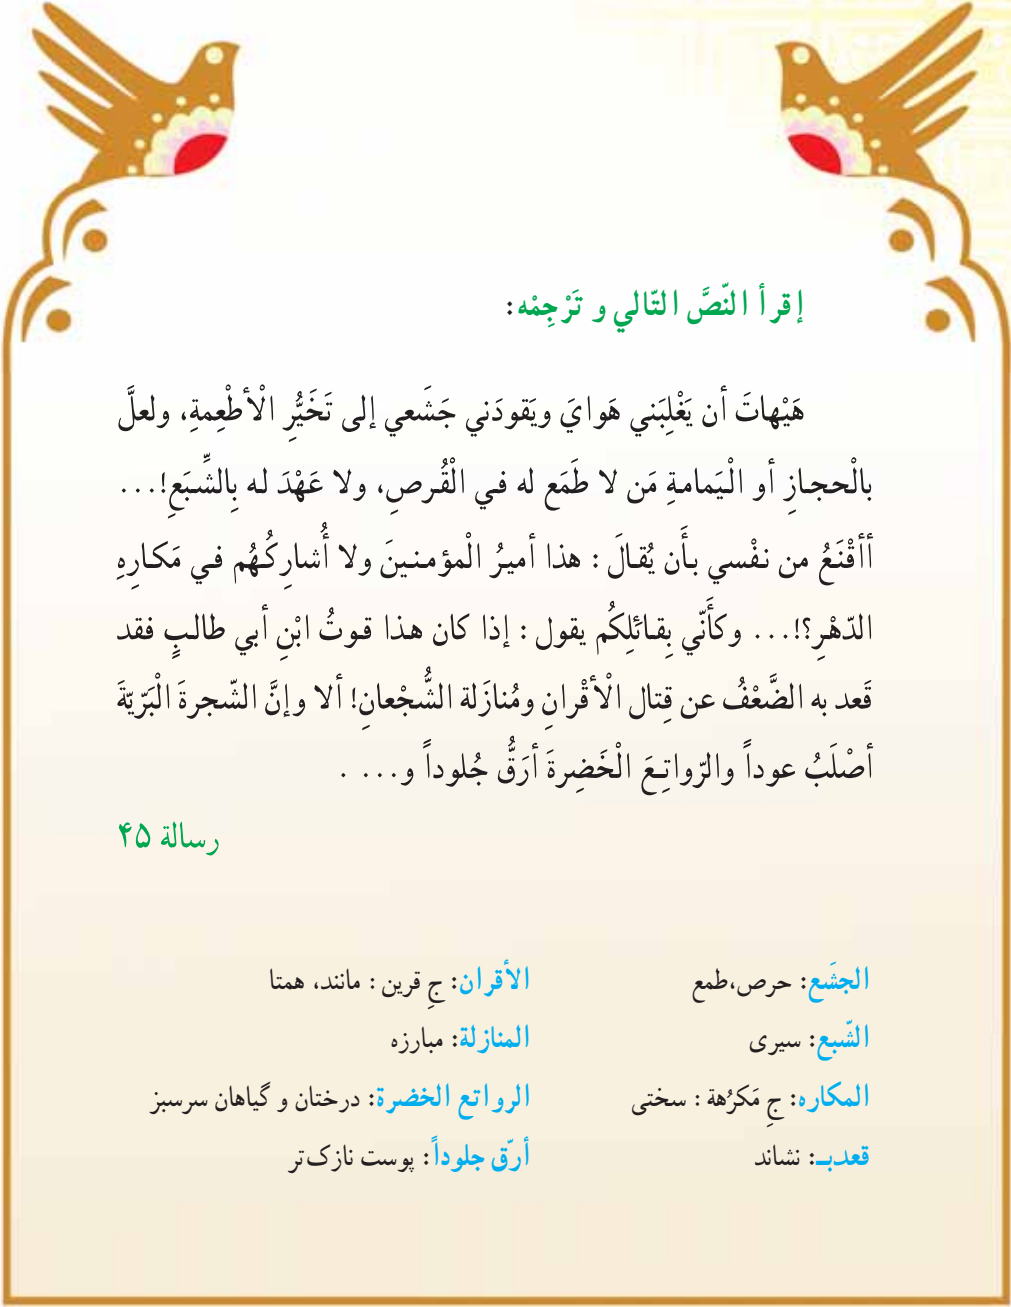 إقرأ النّصَّ التّالي و تَرْجِمْه:
هَيْهاتَ أن يَغْلِبَني هَوايَ ويَقودَني جَشَعي إلى تَخَيُّرِ الْأطْعِمةِ، ولعلَّ
بالْحجازِ أو الْيَمامةِ مَن لا طَمَع له في الْقُرصِ، ولا عَهْدَ له بِالشِّبَعِ!...
أأقْنَعُ من نفْسي بأَن يُقالَ: هذا أميرُ الْمؤمنينَ ولا أُشارِكُهُم في مَكارِهِ
الدّهْرِ؟!... وكأَنّي بِقائلِكُم يقول: إذا كان هذا قوتُ ابْنِ أبي طالبٍ فقد
قَعد به الضَّعْفُ عن قِتال الْأقْرانِ ومُنازَلة الشُّجْعانِ! ألا وإنَّ الشّجرةَ الْبَرّيّةَ
أصْلَبُ عوداً والرّواتِعَ الْخَضِرةَ أرَقُّ جُلوداً و... .
رسالة ۴۵
الجشَع: حرص،طمع الأقران: جِ قرين: مانند، همتا
الشّبع: سیری المنازلة: مبارزه
المكاره: جِ مَكرُهة: سختی الرواتع الخضرة: درختان و گیاهان سرسبز
قعدبـ: نشاند أرّق جلوداً: پوست نازک‌تر